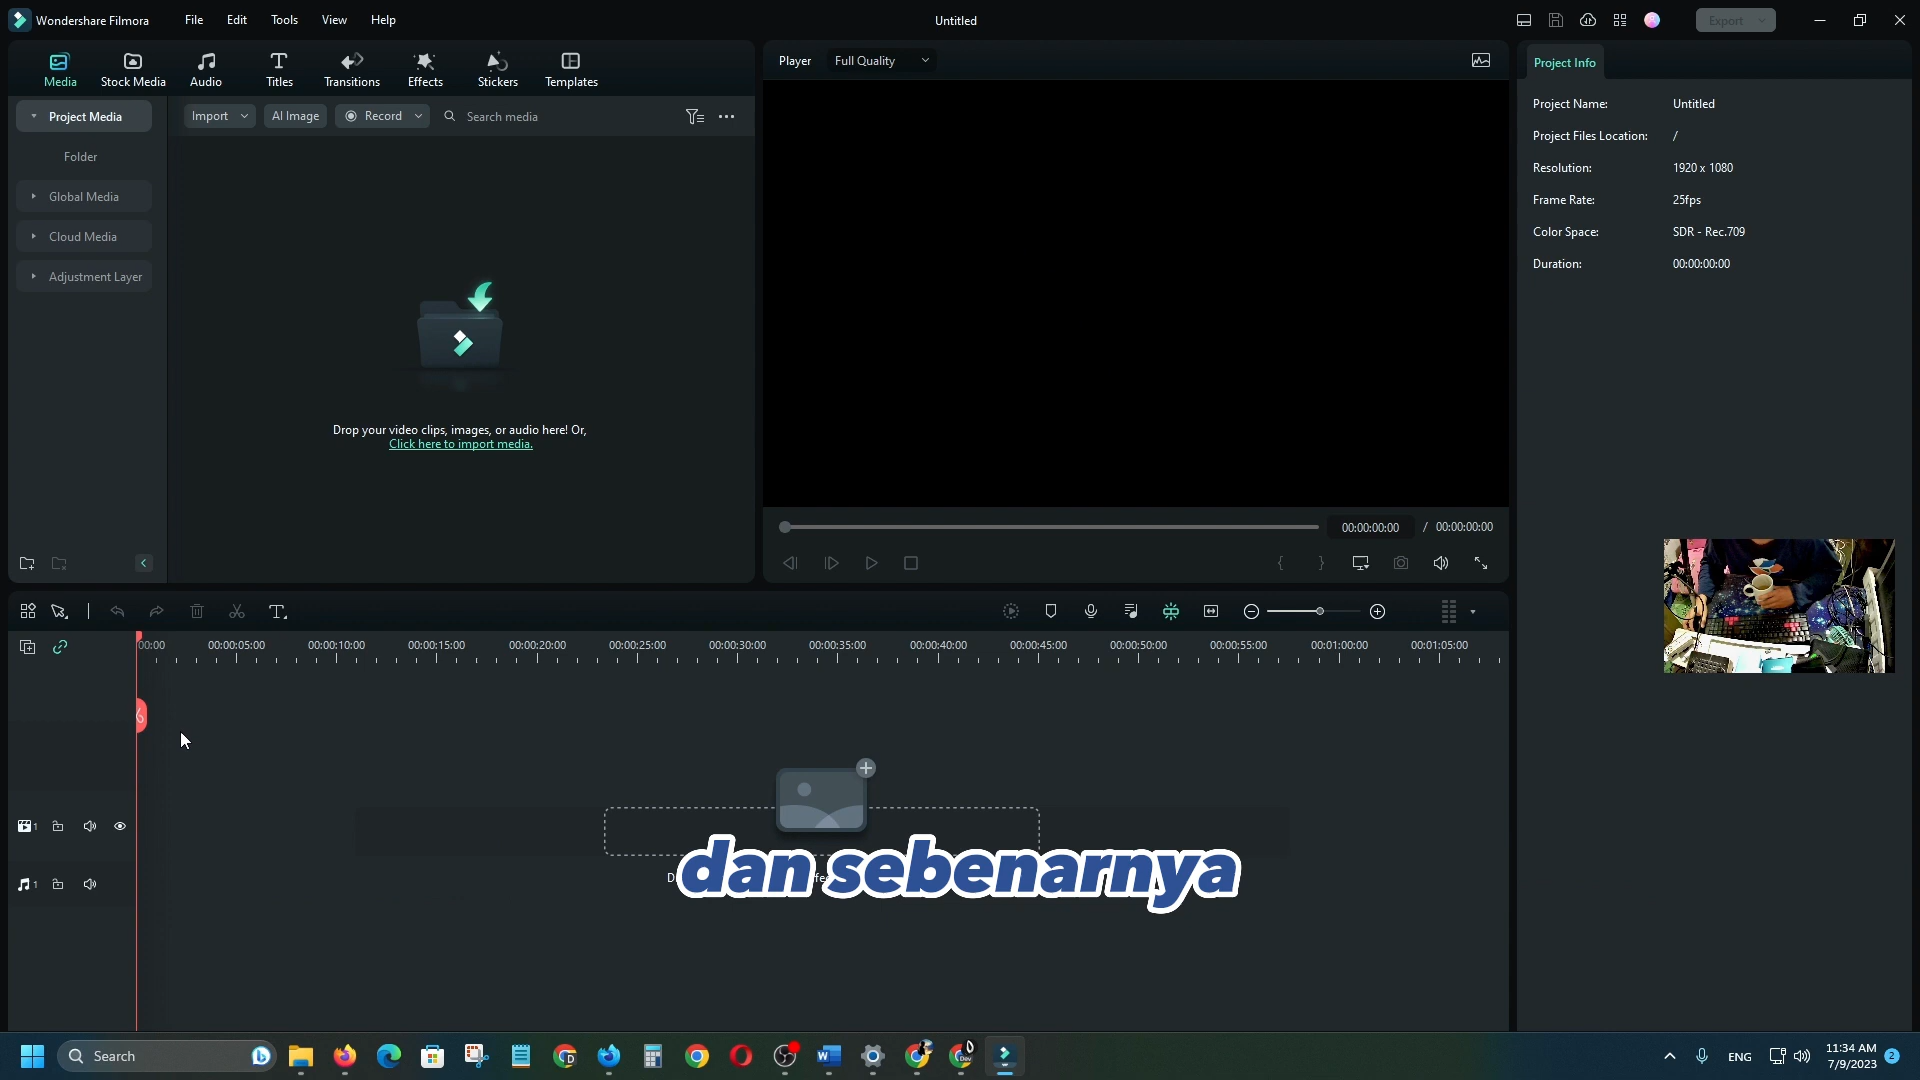 Wondershare Filmora
File
Edit
Tools
View
Help
Untitled
Export
Media
Stock Media
Audio
Titles
Transitions
Effects
Stickers
Templates
Player
Full Quality
Project Info
Project Media
Import
AI Image
Record
Search media
Folder
Global Media
Cloud Media
Adjustment Layer
Drop your video clips, images, or audio here! Or,
Click here to import media.
Project Name: Untitled
Project Files Location: /
Resolution: 1920 x 1080
Frame Rate: 25fps
Color Space: SDR - Rec.709
Duration: 00:00:00:00
00:00:00:00 / 00:00:00:00
00:00 00:00:05:00 00:00:10:00 00:00:15:00 00:00:20:00 00:00:25:00 00:00:30:00 00:00:35:00 00:00:40:00 00:00:45:00 00:00:50:00 00:00:55:00 00:01:00:00 00:01:05:00
1
dan sebenarnya
1
Search
ENG
11:34 AM
7/9/2023
2